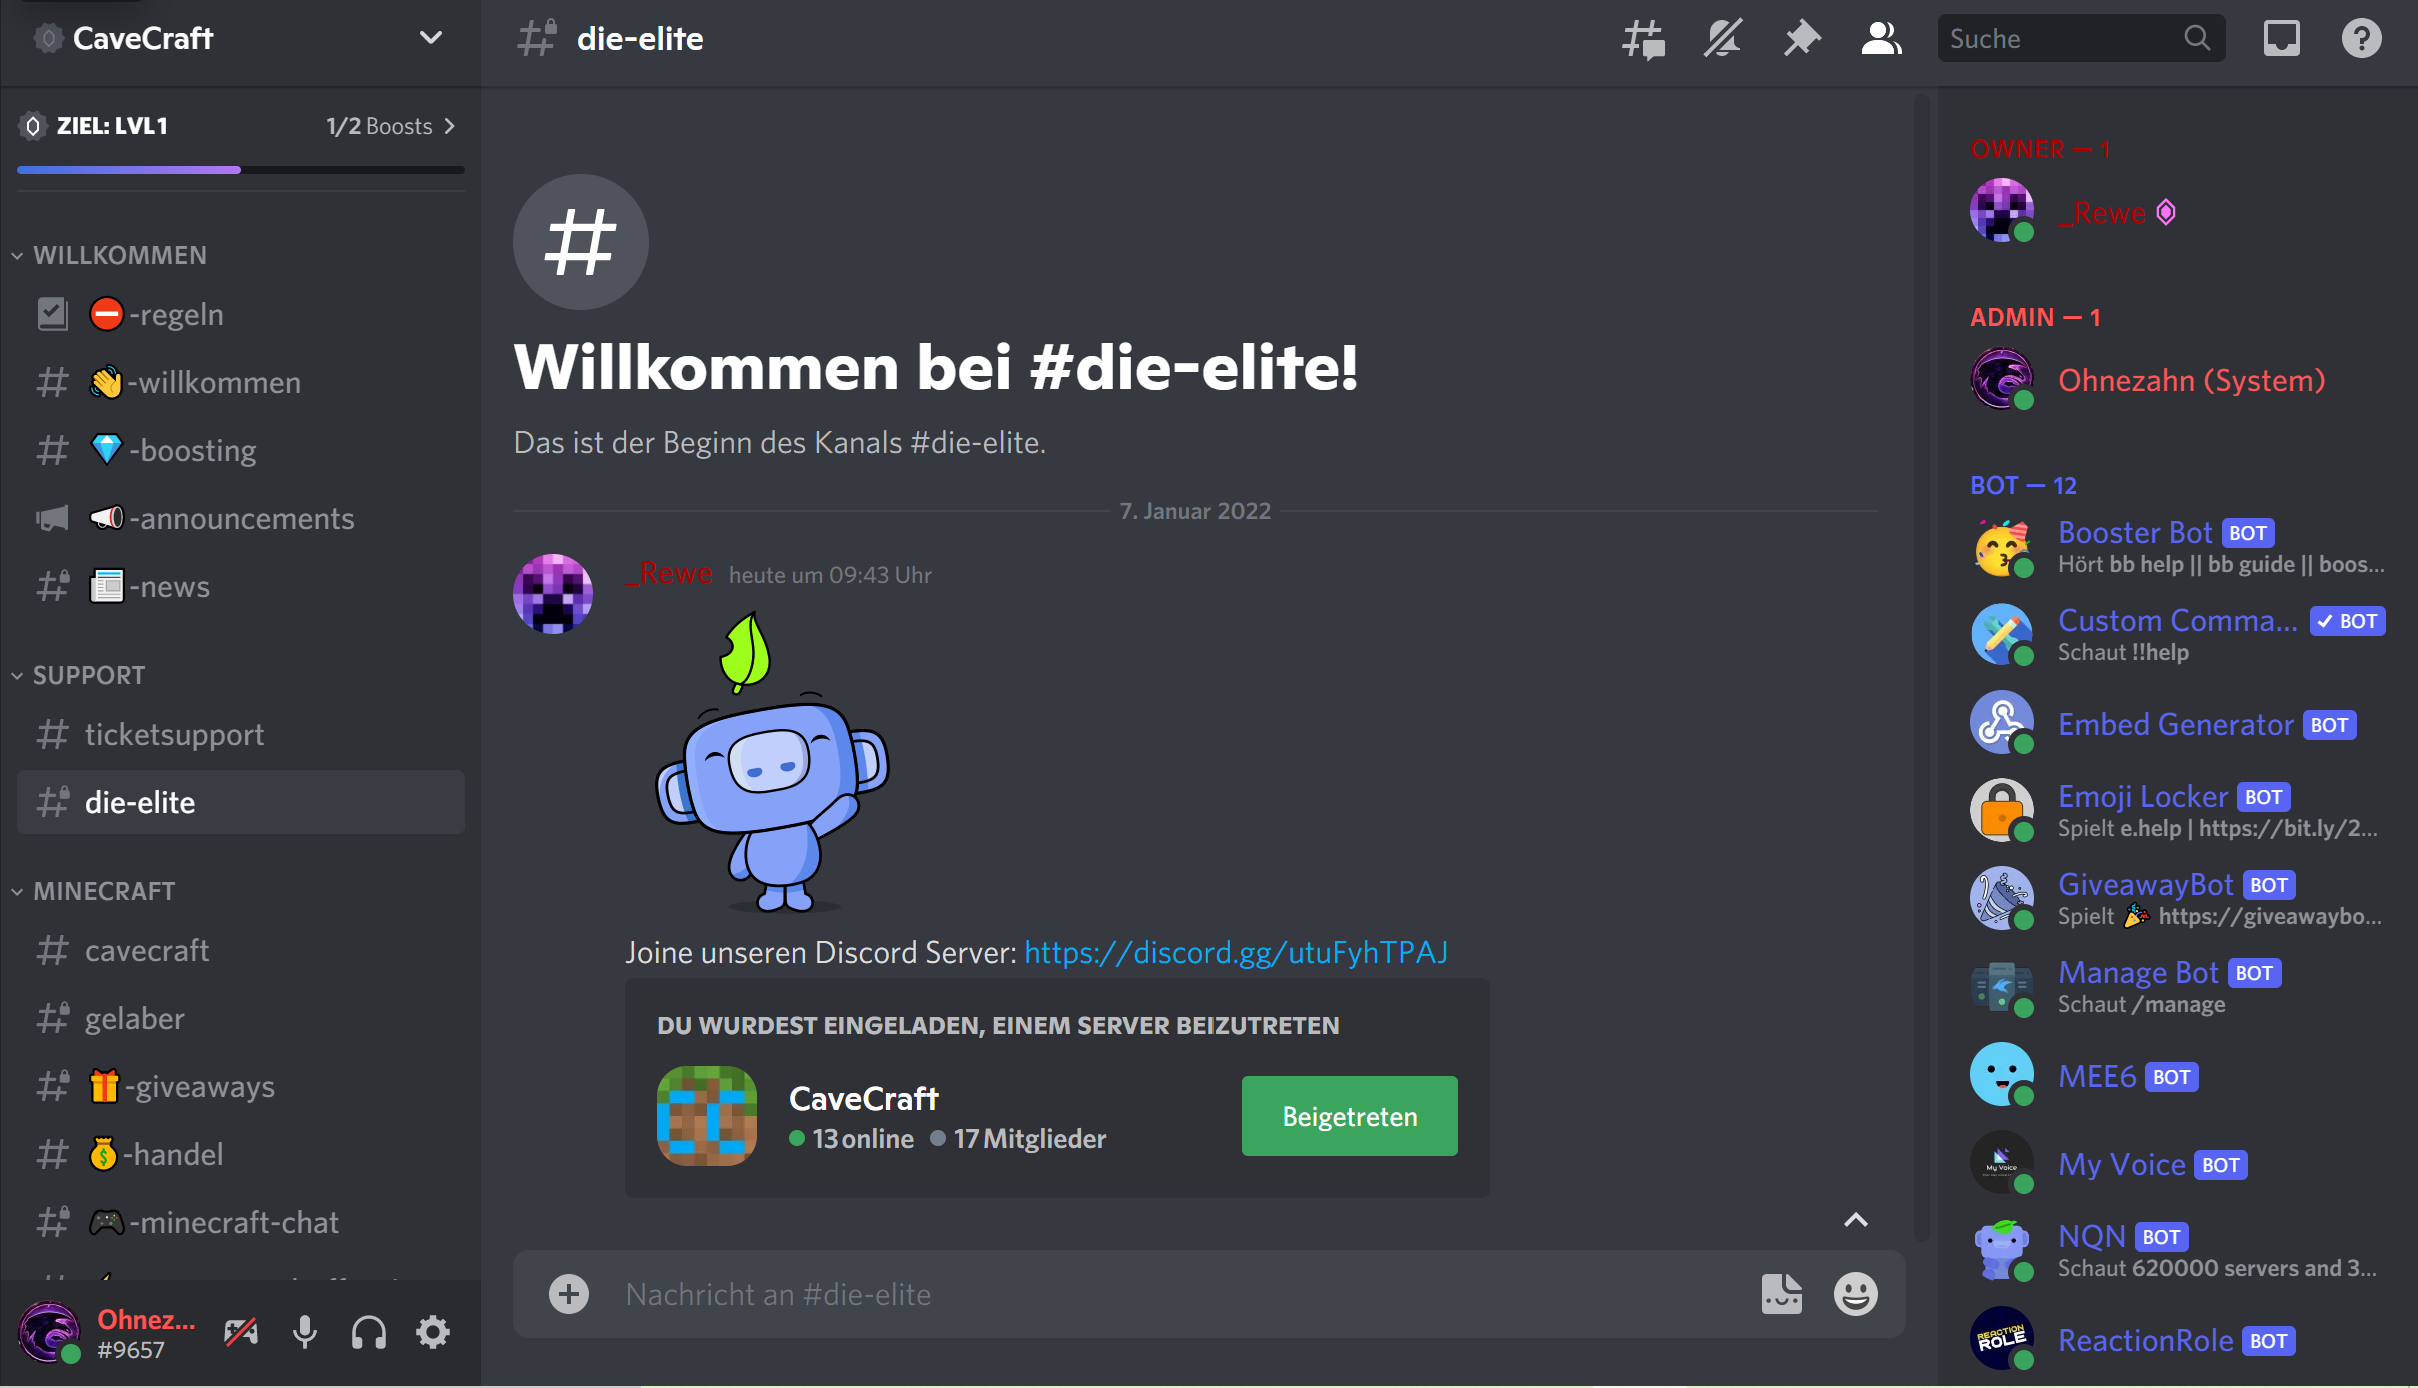 CaveCraft
ZIEL: LVL1
1/2 Boosts
WILLKOMMEN
-regeln
-willkommen
-boosting
-announcements
-news
SUPPORT
ticketsupport
die-elite
MINECRAFT
cavecraft
gelaber
-giveaways
-handel
-minecraft-chat
Ohnez...
#9657
die-elite
Suche
Willkommen bei #die-elite!
Das ist der Beginn des Kanals #die-elite.
7. Januar 2022
_Rewe heute um 09:43 Uhr
Joine unseren Discord Server: https://discord.gg/utuFyhTPAJ
DU WURDEST EINGELADEN, EINEM SERVER BEIZUTRETEN
CaveCraft
13 online 17 Mitglieder
Beigetreten
Nachricht an #die-elite
OWNER — 1
_Rewe
ADMIN — 1
Ohnezahn (System)
BOT — 12
Booster Bot BOT
Hört bb help || bb guide || boos...
Custom Comma... BOT
Schaut !!help
Embed Generator BOT
Emoji Locker BOT
Spielt e.help | https://bit.ly/2...
GiveawayBot BOT
Spielt https://giveawaybo...
Manage Bot BOT
Schaut /manage
MEE6 BOT
My Voice
My Voice BOT
NQN BOT
Schaut 620000 servers and 3...
REACTION
ROLE
ReactionRole BOT